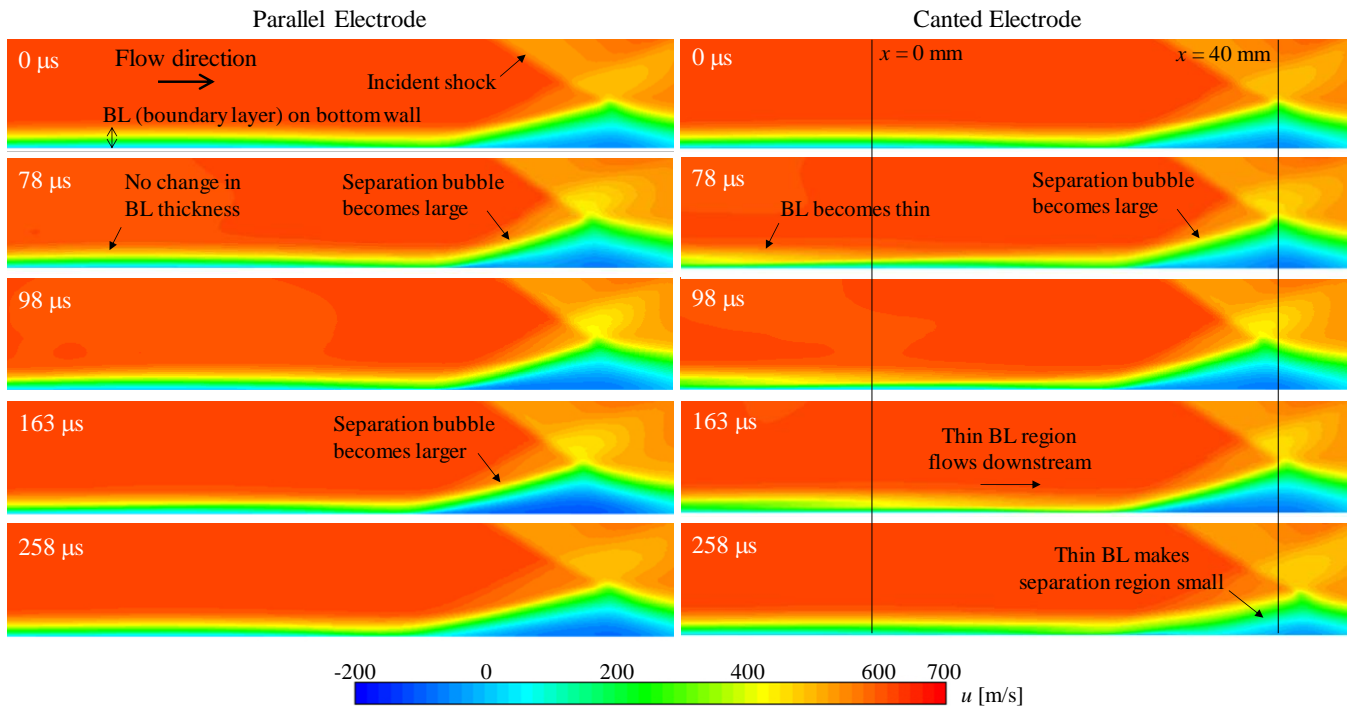 Parallel Electrode
0 μs
Flow direction
Incident shock
BL (boundary layer) on bottom wall
78 μs
No change in
BL thickness
Separation bubble
becomes large
98 μs
163 μs
Separation bubble
becomes larger
258 μs
Canted Electrode
0 μs
x = 0 mm
x = 40 mm
78 μs
BL becomes thin
Separation bubble
becomes large
98 μs
163 μs
Thin BL region
flows downstream
258 μs
Thin BL makes
separation region small
-200 0 200 400 600 700
u [m/s]